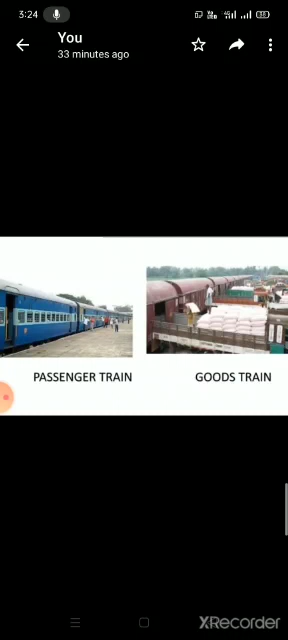 3:24
You
33 minutes ago
PASSENGER TRAIN
GOODS TRAIN
XRecorder